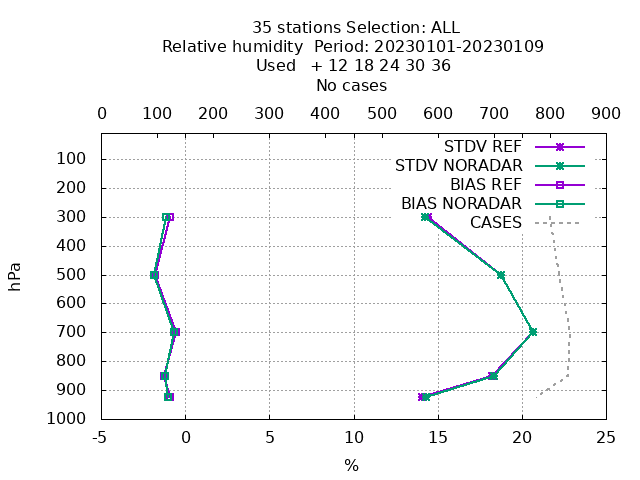 35 stations Selection: ALL
Relative humidity  Period: 20230101-20230109
Used   + 12 18 24 30 36
No cases
0 100 200 300 400 500 600 700 800 900
STDV REF
STDV NORADAR
BIAS REF
BIAS NORADAR
CASES
100
200
300
400
500
600
700
800
900
1000
hPa
-5 0 5 10 15 20 25
%